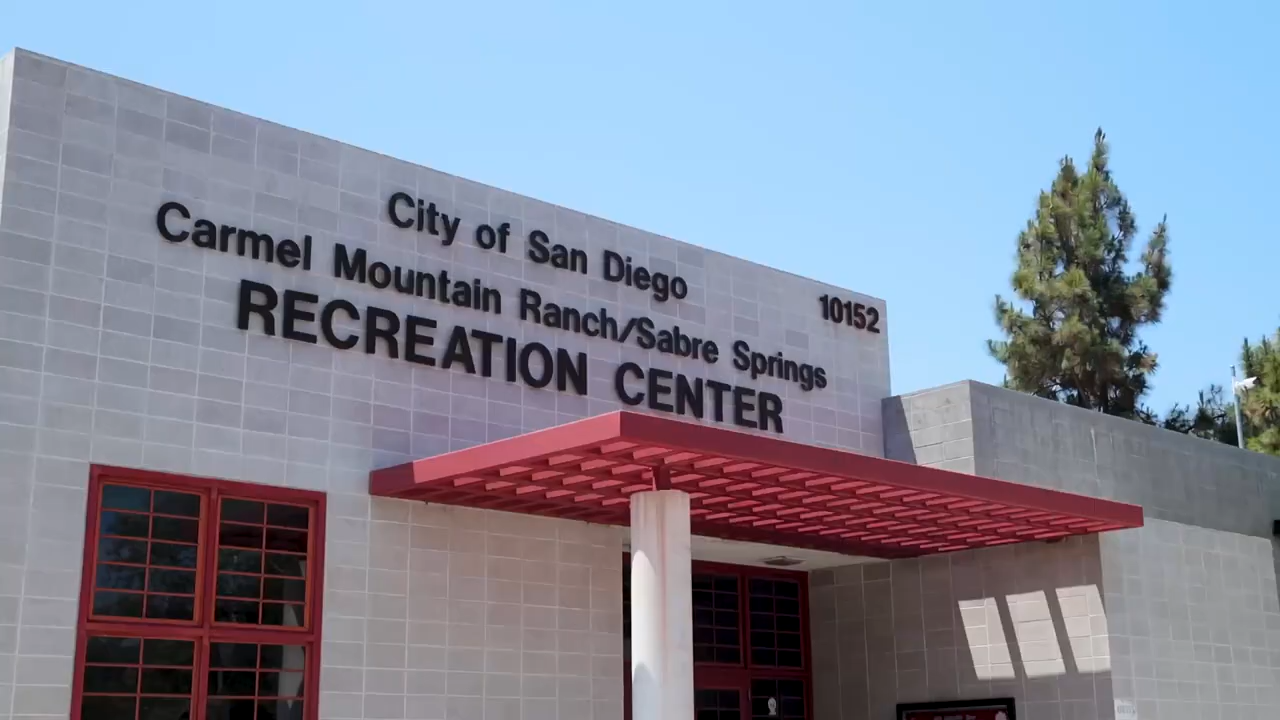 City of San Diego
Carmel Mountain Ranch/Sabre Springs
RECREATION CENTER
10152